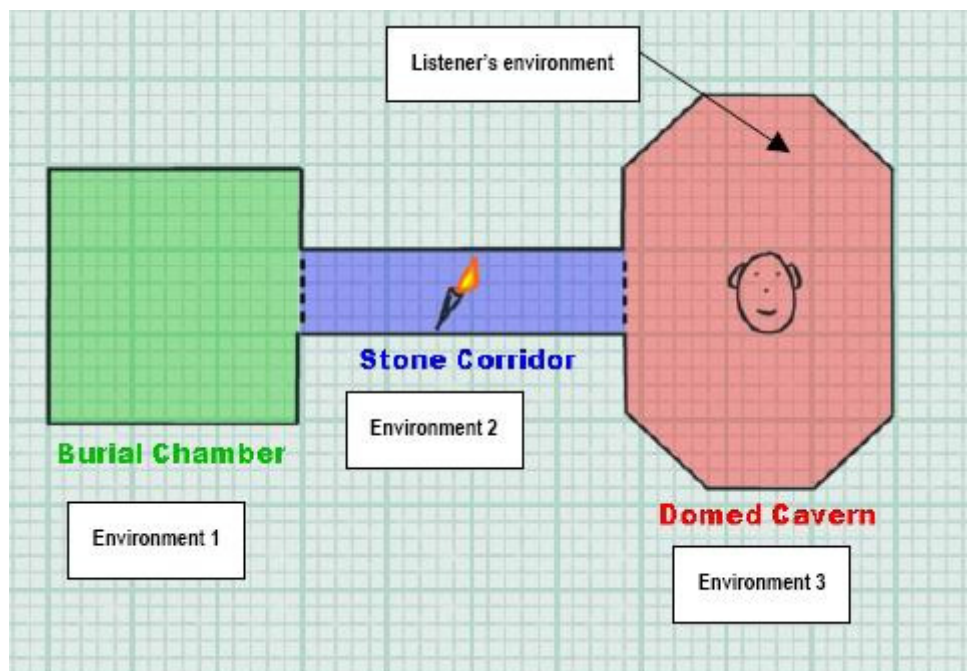 Listener's environment
Stone Corridor
Environment 2
Burial Chamber
Environment 1
Domed Cavern
Environment 3